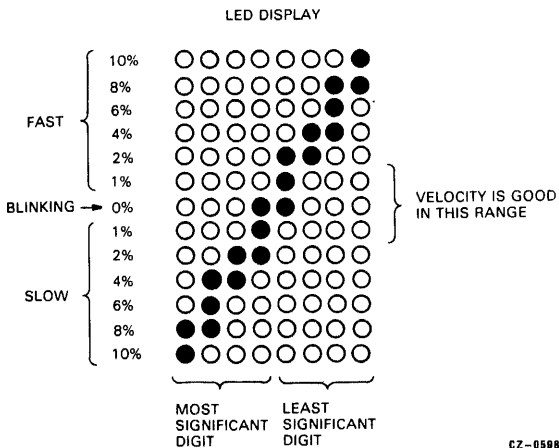 LED DISPLAY
10%
8%
6%
FAST
4%
2%
1%
VELOCITY IS GOOD
IN THIS RANGE
BLINKING → 0%
1%
2%
4%
SLOW
6%
8%
10%
MOST
SIGNIFICANT
DIGIT
LEAST
SIGNIFICANT
DIGIT